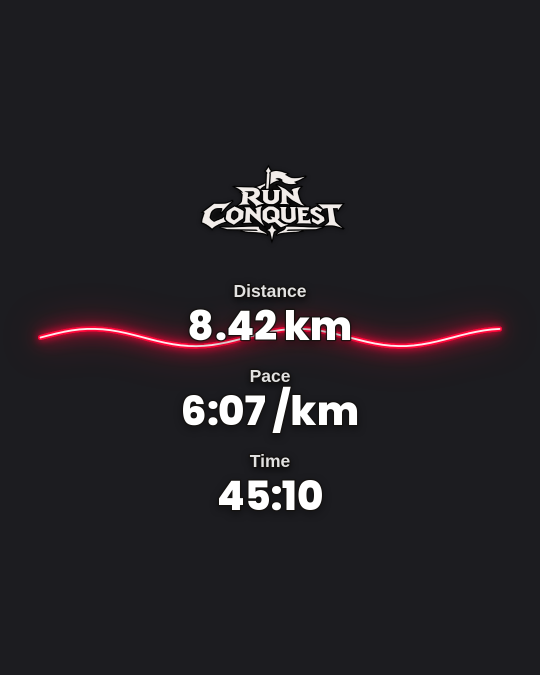 RUN
CONQUEST
Distance
8.42 km
Pace
6:07 /km
Time
45:10